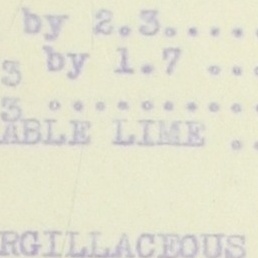 by 2.3.....
3 by 1.7 ...
3 ..........
ABLE LIME ..
RGILLACEOUS